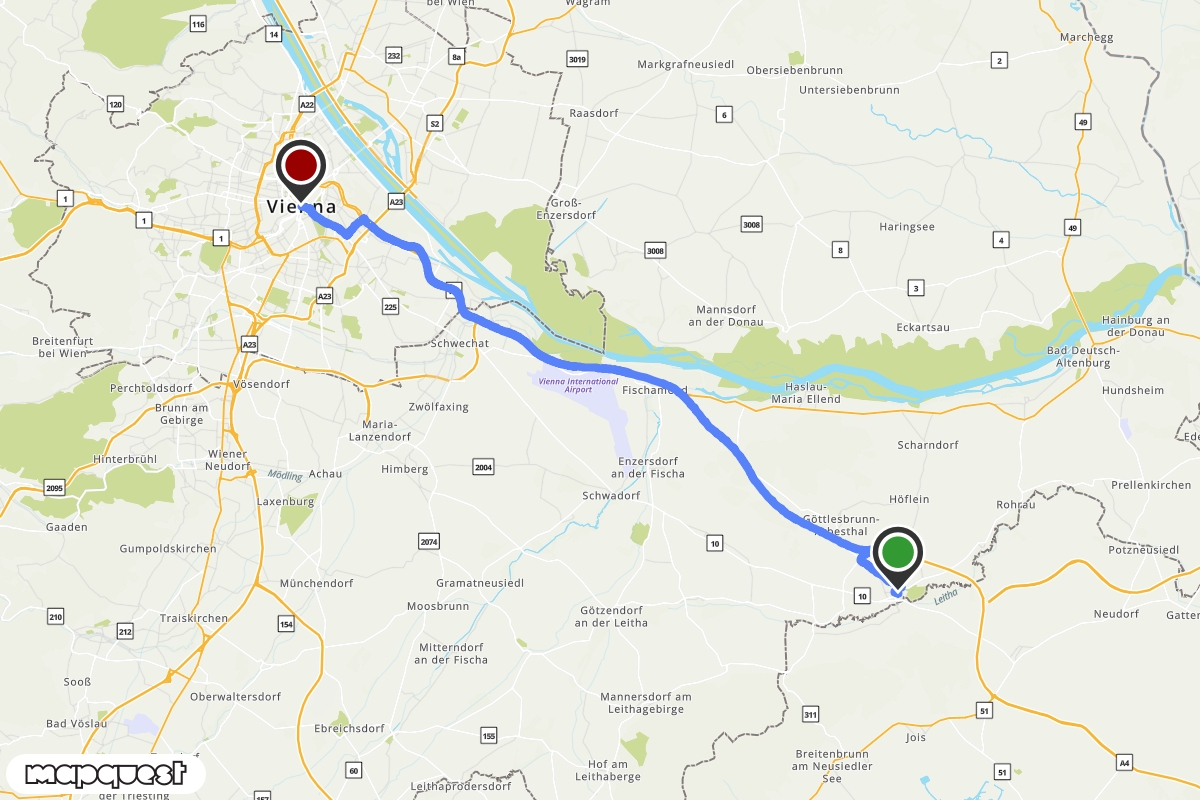 bei Wien
Wagram
116
14
232
8a
3019
Markgrafneusiedl
Obersiebenbrunn
2
Marchegg
Untersiebenbrunn
120
A22
S2
Raasdorf
6
49
1
1
Vienna
A23
Groß-
Enzersdorf
3008
Haringsee
49
1
3008
8
4
A23
225
3
Mannsdorf
an der Donau
Eckartsau
Hainburg an
der Donau
Breitenfurt
bei Wien
A23
Schwechat
Bad Deutsch-
Altenburg
Perchtoldsdorf
Vösendorf
Vienna International
Airport
Fischamend
Haslau-
Maria Ellend
Hundsheim
Brunn am
Gebirge
Zwölfaxing
Maria-
Lanzendorf
Scharndorf
Hinterbrühl
Wiener
Neudorf
Mödling
Achau
Himberg
2004
Enzersdorf
an der Fischa
2095
Laxenburg
Schwadorf
Höflein
Rohrau
Prellenkirchen
Gaaden
Göttlesbrunn-
Gumpoldskirchen
2074
10
Potzneusiedl
Münchendorf
Gramatneusiedl
Moosbrunn
10
Leitha
210
212
Traiskirchen
154
Götzendorf
an der Leitha
Neudorf
Mitterndorf
an der Fischa
Sooß
Oberwaltersdorf
Mannersdorf am
Leithagebirge
Bad Vöslau
Ebreichsdorf
155
311
51
Jois
Breitenbrunn
am Neusiedler
See
A4
mapquest
60
Hof am
Leithaberge
51
der Triesting
157
Leithaprodersdorf